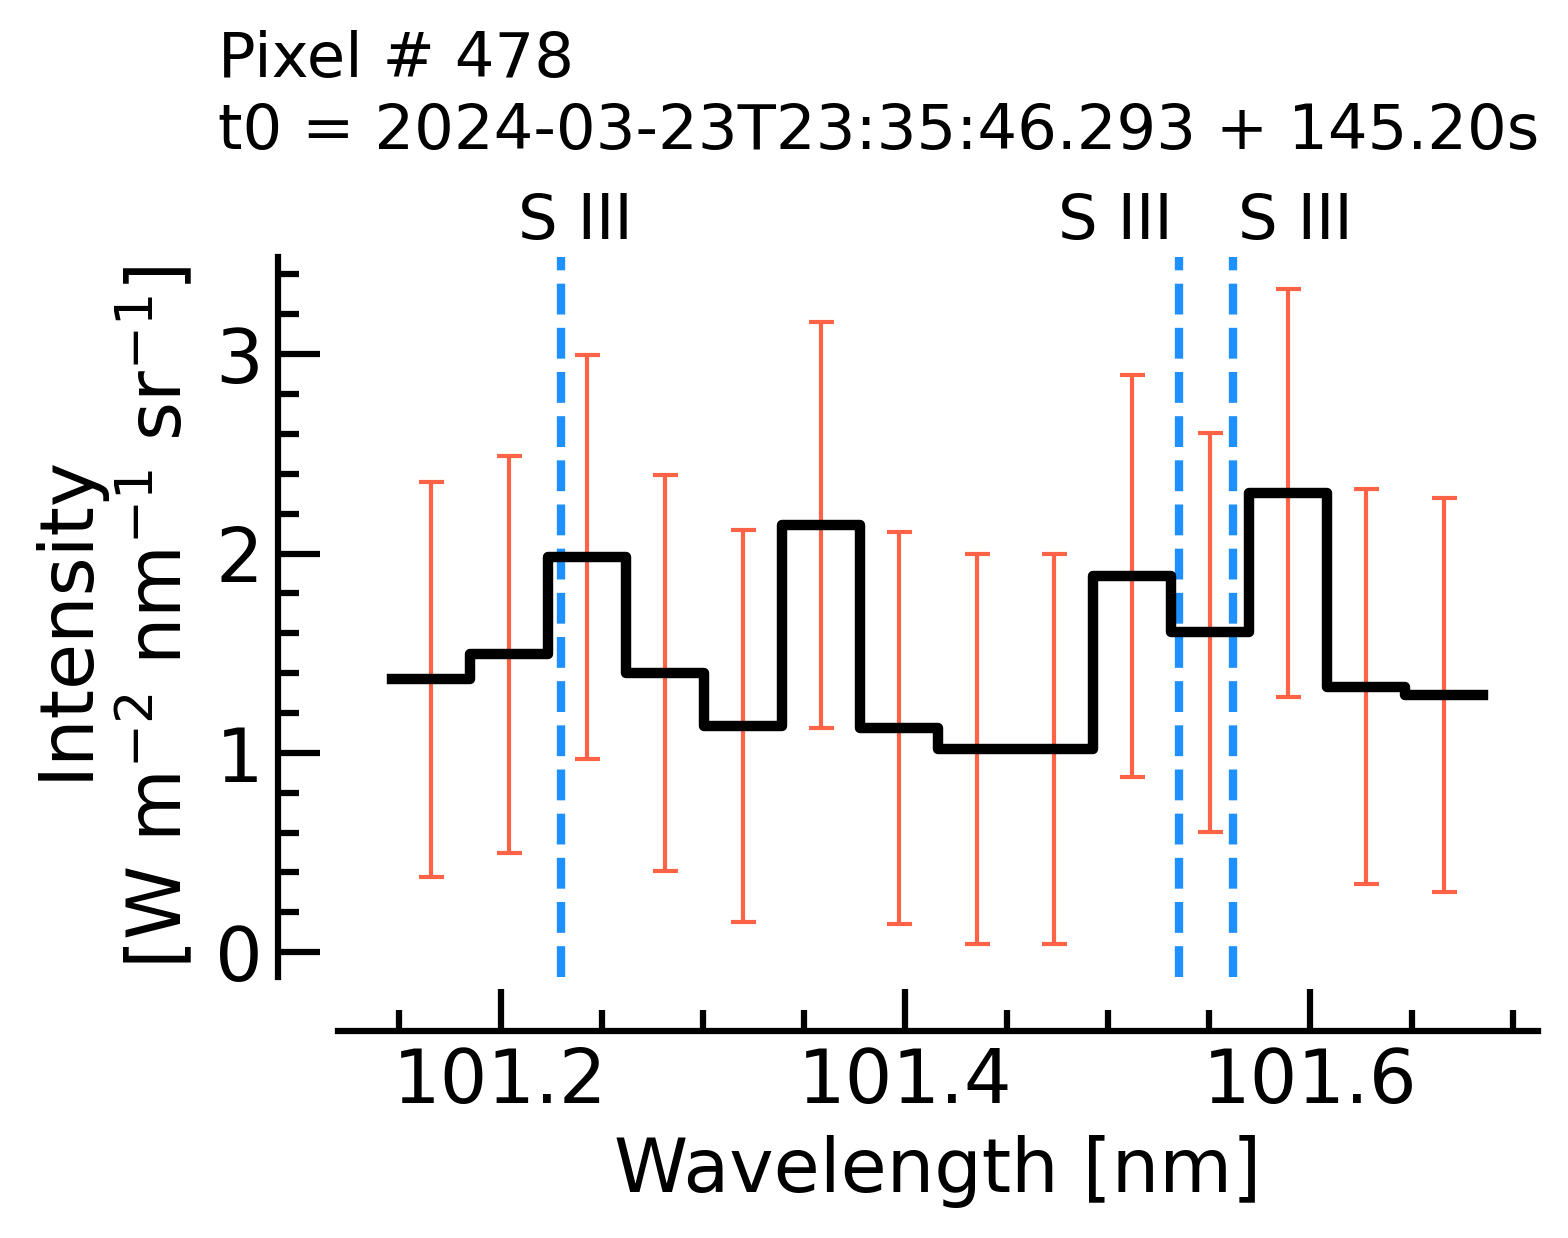 Pixel # 478
t0 = 2024-03-23T23:35:46.293 + 145.20s
S III S III S III
Intensity
[W m⁻² nm⁻¹ sr⁻¹]
3
2
1
0
101.2 101.4 101.6
Wavelength [nm]